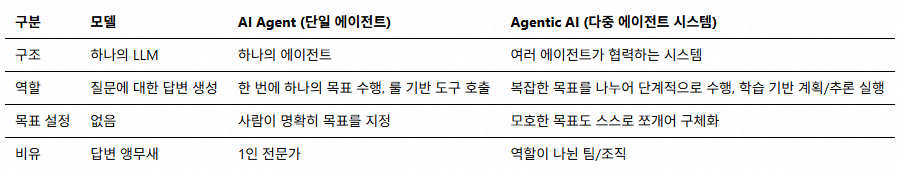 구분 모델 AI Agent (단일 에이전트) Agentic AI (다중 에이전트 시스템)
구조 하나의 LLM 하나의 에이전트 여러 에이전트가 협력하는 시스템
역할 질문에 대한 답변 생성 한 번에 하나의 목표 수행, 룰 기반 도구 호출 복잡한 목표를 나누어 단계적으로 수행, 학습 기반 계획/추론 실행
목표 설정 없음 사람이 명확히 목표를 지정 모호한 목표도 스스로 쪼개어 구체화
비유 답변 앵무새 1인 전문가 역할이 나뉜 팀/조직